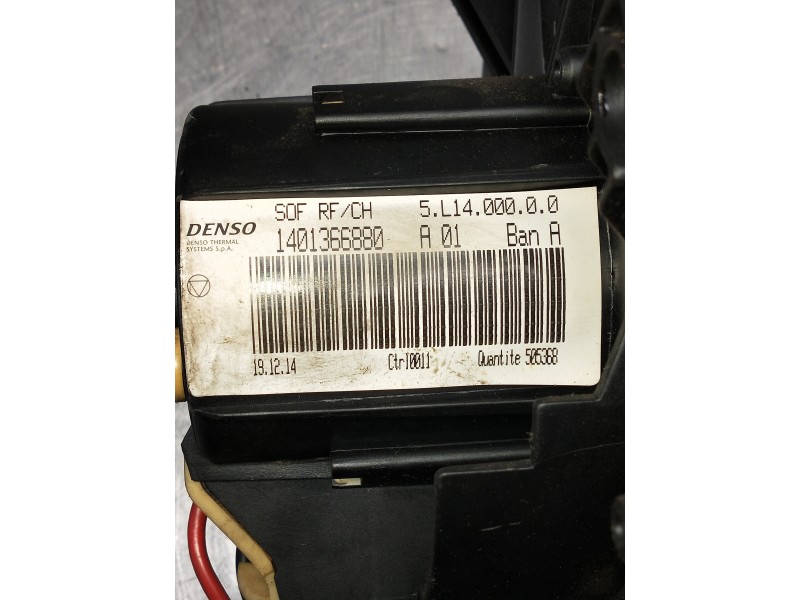 SOF RF/CH 5.L14.000.0.0
DENSO 1401366880 A 01 Ban A
DENSO THERMAL
SYSTEMS S.p.A.
19.12.14 Ctrl0011 Quantite 505368